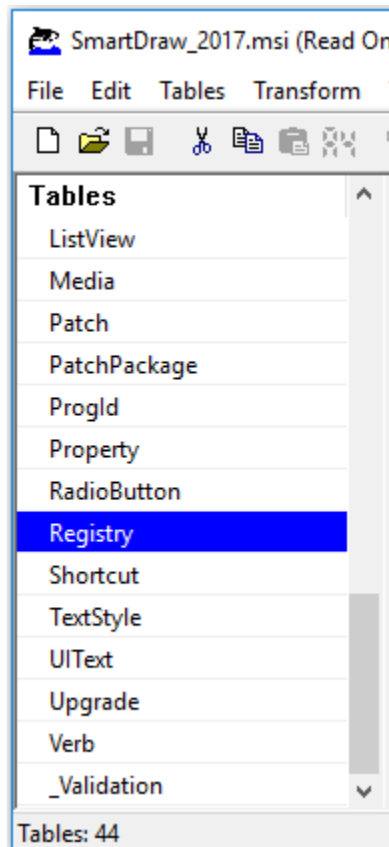 SmartDraw_2017.msi (Read On
File Edit Tables Transform
Tables
ListView
Media
Patch
PatchPackage
ProgId
Property
RadioButton
Registry
Shortcut
TextStyle
UIText
Upgrade
Verb
_Validation
Tables: 44